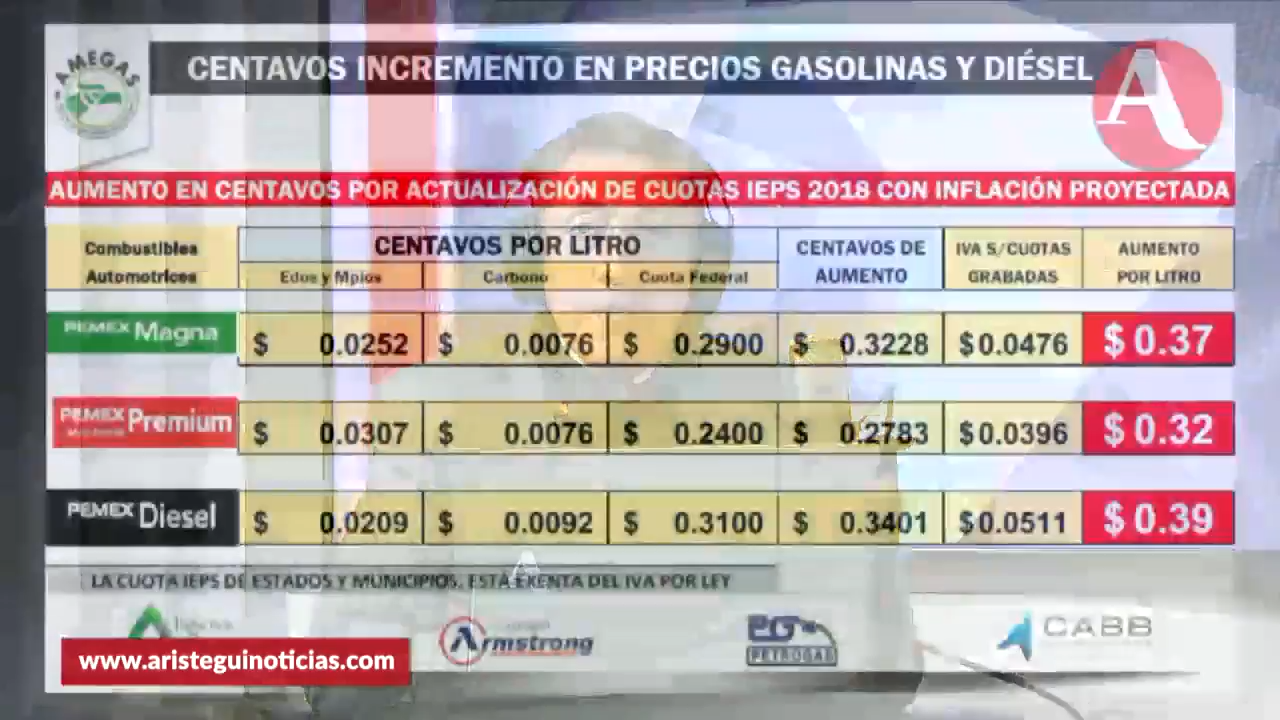 AMEGAS
CENTAVOS INCREMENTO EN PRECIOS GASOLINAS Y DIÉSEL
A
AUMENTO EN CENTAVOS POR ACTUALIZACIÓN DE CUOTAS IEPS 2018 CON INFLACIÓN PROYECTADA
Combustibles Automotrices
CENTAVOS POR LITRO
Edos y Mpios Carbono Cuota Federal
CENTAVOS DE AUMENTO
IVA S/CUOTAS GRABADAS
AUMENTO POR LITRO
PEMEX Magna $ 0.0252 $ 0.0076 $ 0.2900 $ 0.3228 $0.0476 $ 0.37
PEMEX Premium $ 0.0307 $ 0.0076 $ 0.2400 $ 0.2783 $0.0396 $ 0.32
PEMEX Diesel $ 0.0209 $ 0.0092 $ 0.3100 $ 0.3401 $0.0511 $ 0.39
LA CUOTA IEPS DE ESTADOS Y MUNICIPIOS, ESTÁ EXENTA DEL IVA POR LEY
Armstrong
PG PETROGAS
CABB
www.aristeguinoticias.com